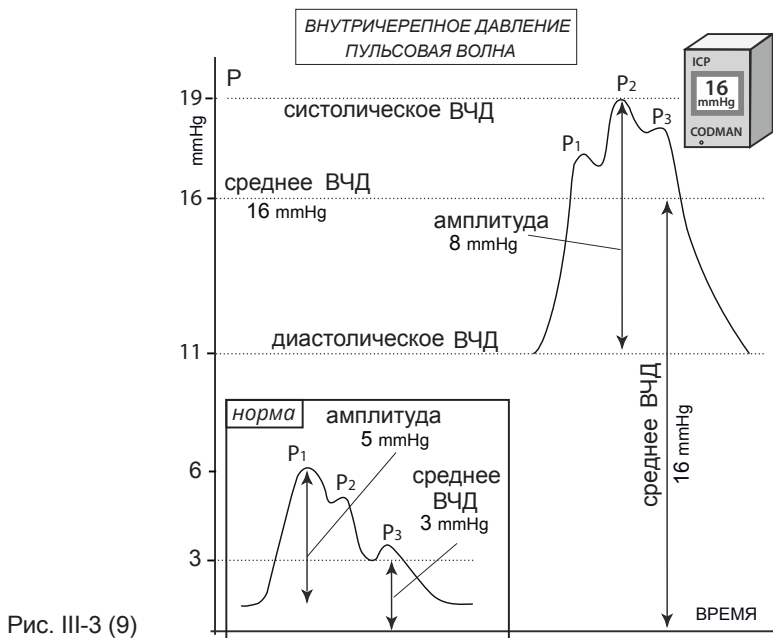 ВНУТРИЧЕРЕПНОЕ ДАВЛЕНИЕ
ПУЛЬСОВАЯ ВОЛНА
ICP
16
mmHg
CODMAN
P
mmHg
19
систолическое ВЧД
P1
P2
P3
среднее ВЧД
16 mmHg
16
амплитуда
8 mmHg
диастолическое ВЧД
11
среднее ВЧД
16 mmHg
норма
амплитуда
5 mmHg
P1
P2
среднее
ВЧД
3 mmHg
P3
6
3
ВРЕМЯ
Рис. III-3 (9)